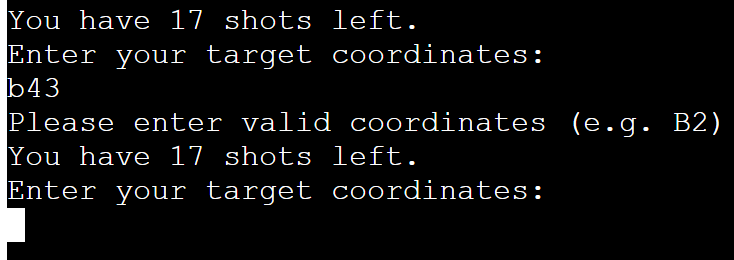 You have 17 shots left.
Enter your target coordinates:
b43
Please enter valid coordinates (e.g. B2)
You have 17 shots left.
Enter your target coordinates: